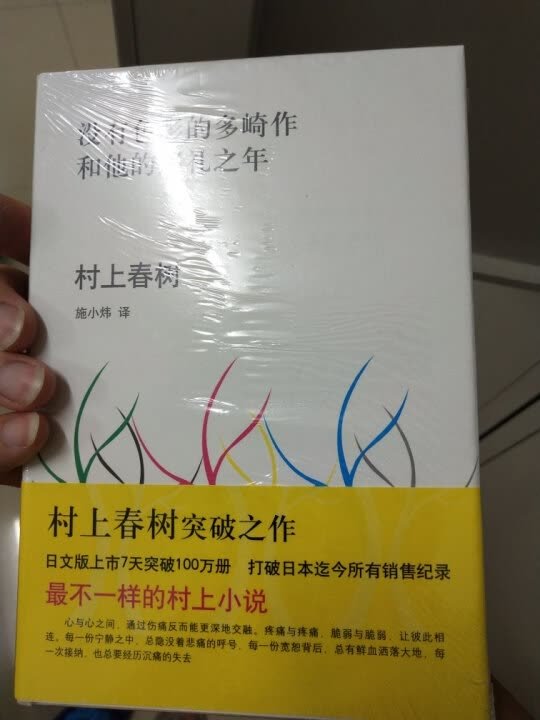 没有色彩的多崎作
和他的巡礼之年
村上春树
施小炜 译
村上春树突破之作
日文版上市7天突破100万册 打破日本迄今所有销售纪录
最不一样的村上小说
心与心之间，通过伤痛反而能更深地交融。疼痛与疼痛，脆弱与脆弱，让彼此相
连。每一份宁静之中，总隐没着悲痛的呼号，每一份宽恕背后，总有鲜血洒落大地，每
一次接纳，也总要经历沉痛的失去